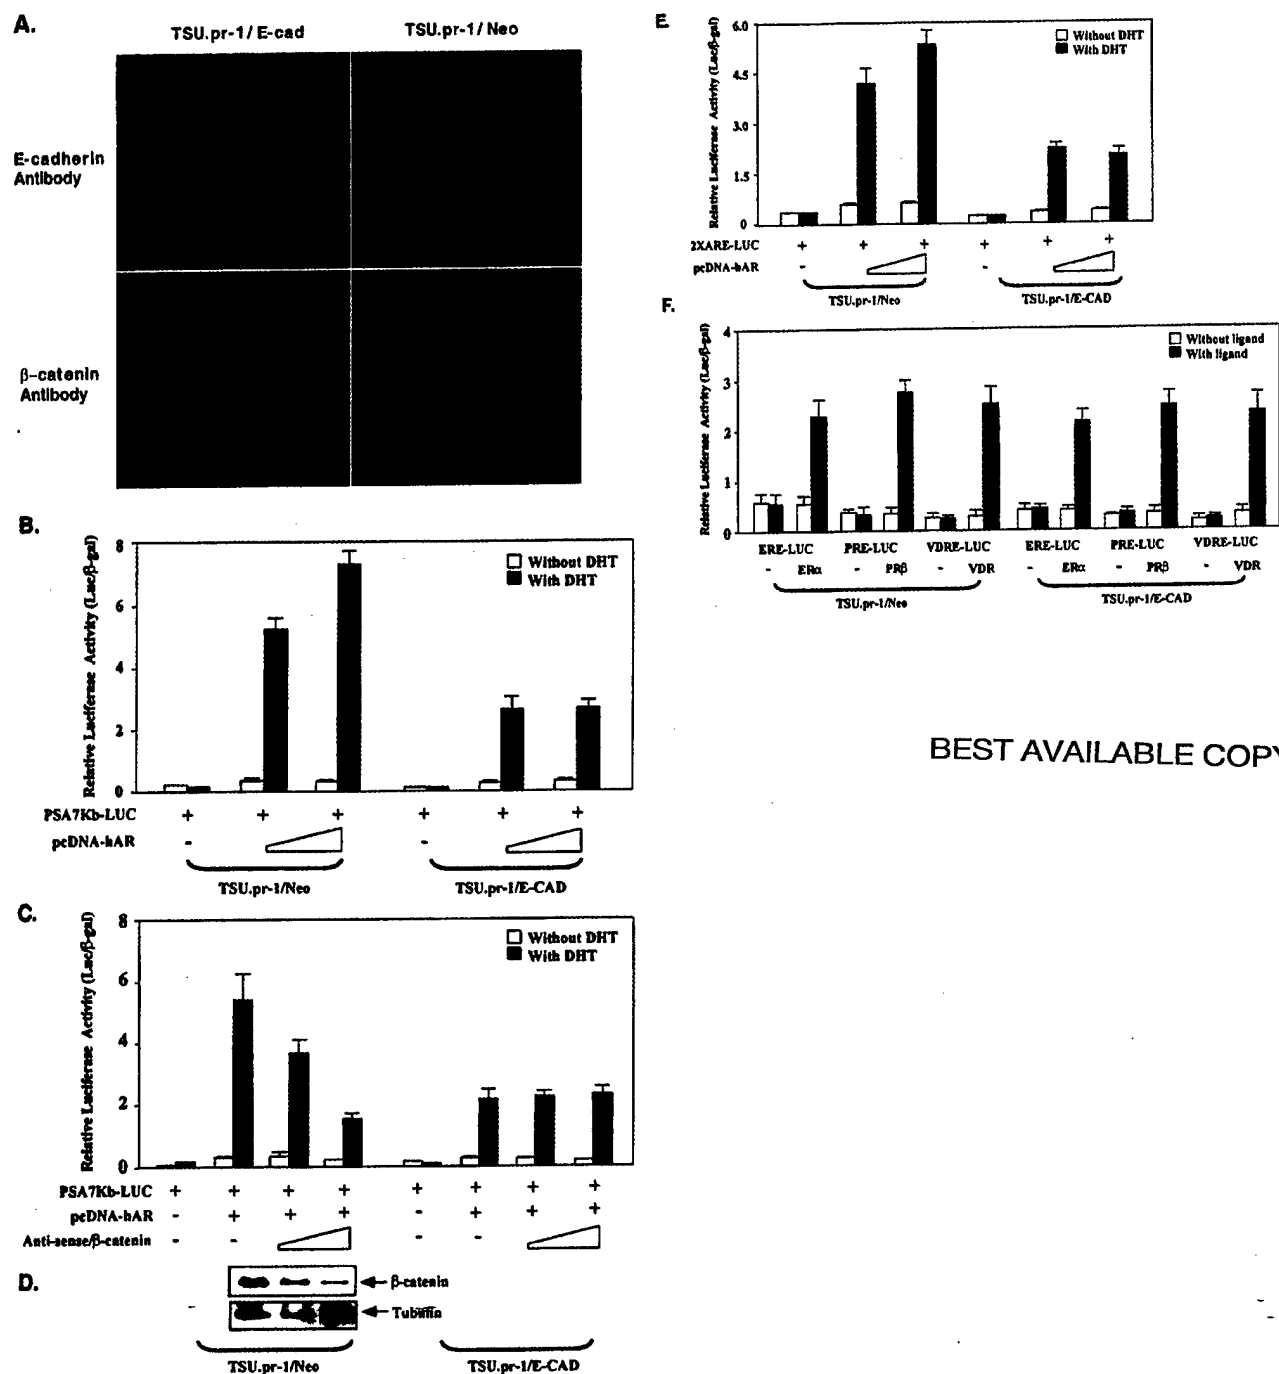 A.
TSU.pr-1/ E-cad
TSU.pr-1/ Neo
E-cadherin
Antibody
β-catenin
Antibody
B.
Relative Luciferase Activity (Luc/β-gal)
8
6
4
2
0
Without DHT
With DHT
PSA7Kb-LUC + + + + + +
pcDNA-hAR - -
TSU.pr-1/Neo TSU.pr-1/E-CAD
C.
Relative Luciferase Activity (Luc/β-gal)
8
6
4
2
0
Without DHT
With DHT
PSA7Kb-LUC + + + + + + + +
pcDNA-hAR - + + + - + + +
Anti-sense/β-catenin - - - -
D.
β-catenin
Tubulin
TSU.pr-1/Neo TSU.pr-1/E-CAD
E
Relative Luciferase Activity (Luc/β-gal)
6.0
4.5
3.0
1.5
0
Without DHT
With DHT
2XARE-LUC + + + + + +
pcDNA-hAR - -
TSU.pr-1/Neo TSU.pr-1/E-CAD
F.
Relative Luciferase Activity (Luc/β-gal)
4
3
2
1
0
Without ligand
With ligand
ERE-LUC PRE-LUC VDRE-LUC ERE-LUC PRE-LUC VDRE-LUC
- ERα - PRβ - VDR - ERα - PRβ - VDR
TSU.pr-1/Neo TSU.pr-1/E-CAD
BEST AVAILABLE COPY